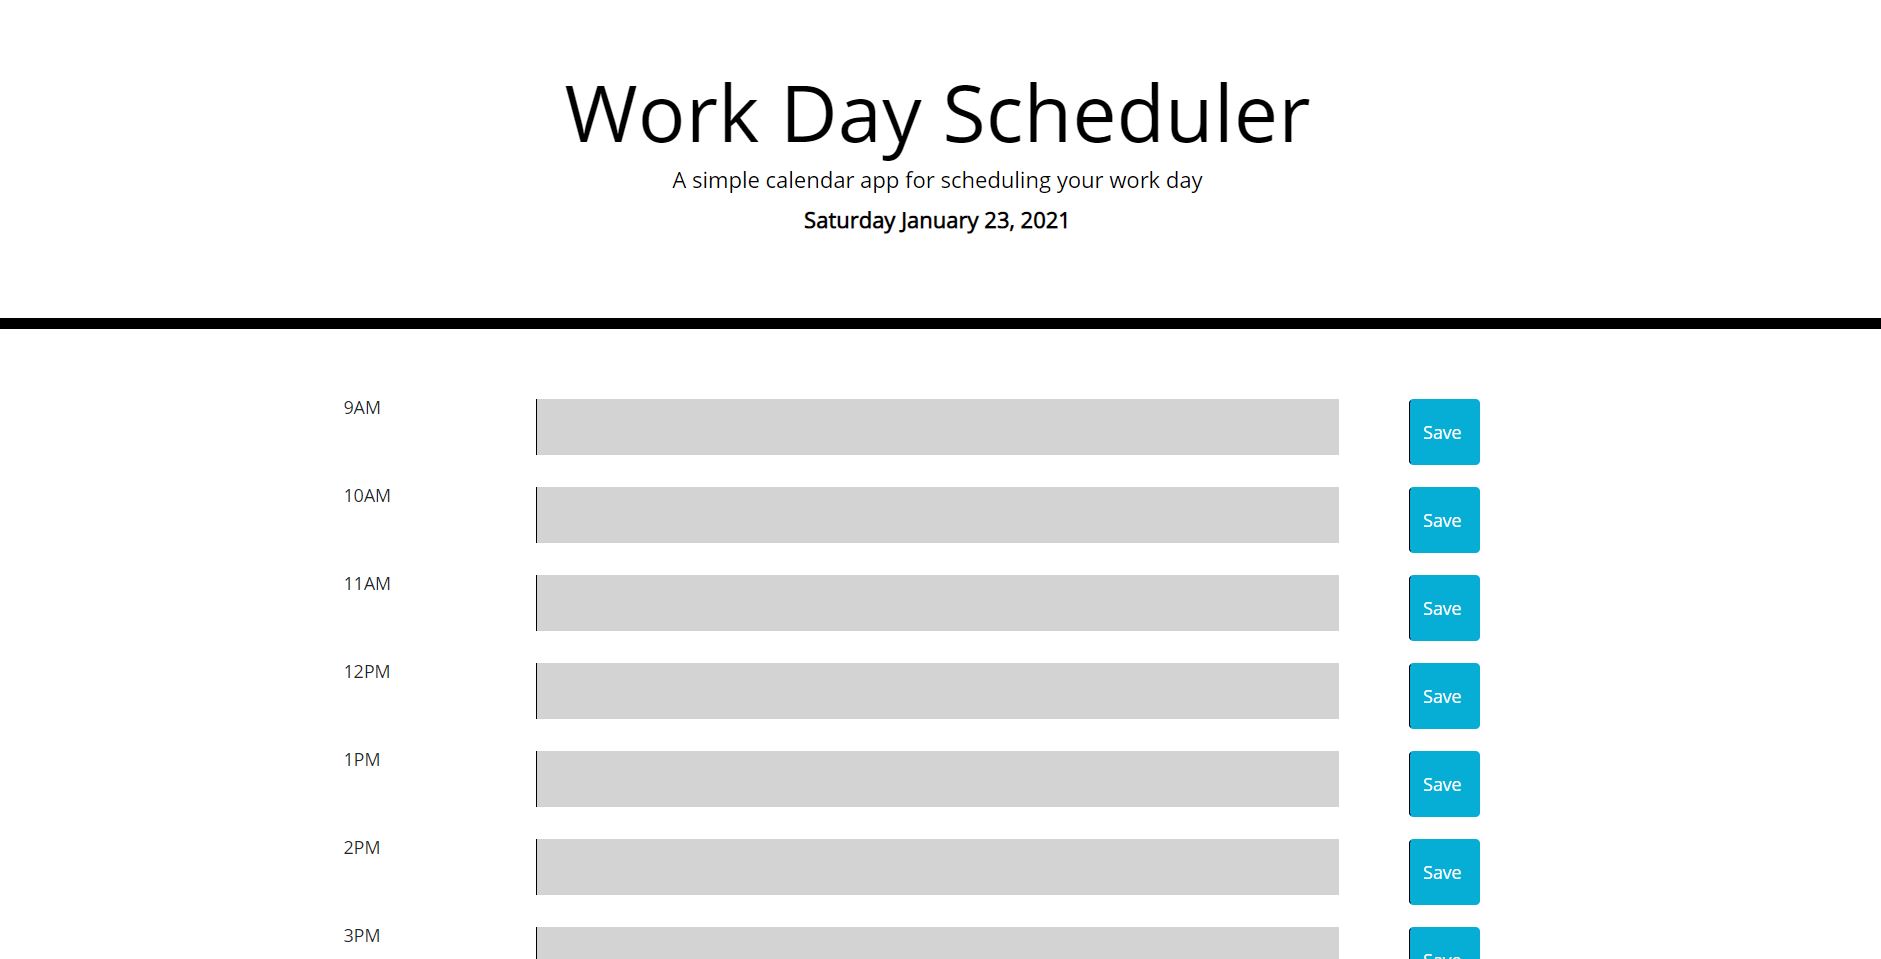 Work Day Scheduler
A simple calendar app for scheduling your work day
Saturday January 23, 2021
9AM
Save
10AM
Save
11AM
Save
12PM
Save
1PM
Save
2PM
Save
3PM
Save